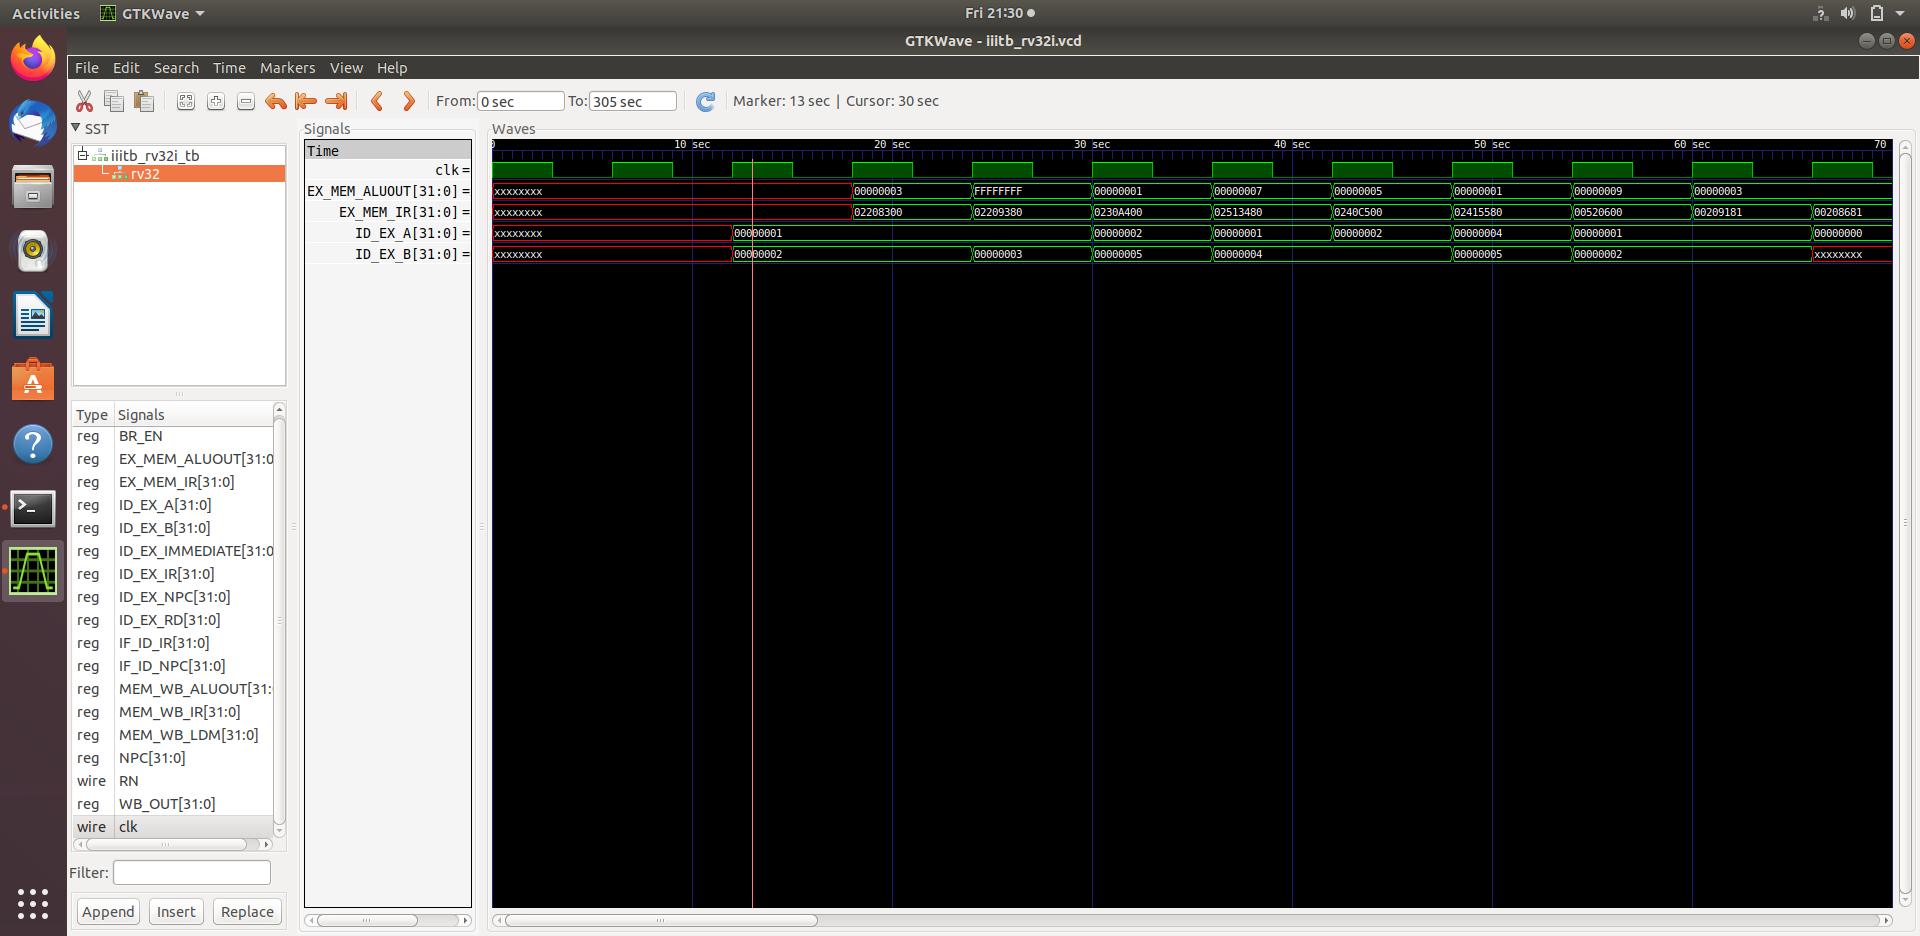 Activities GTKWave Fri 21:30
GTKWave - iiitb_rv32i.vcd
File Edit Search Time Markers View Help
From: 0 sec To: 305 sec Marker: 13 sec | Cursor: 30 sec
SST
iiitb_rv32i_tb
rv32
Type Signals
reg BR_EN
reg EX_MEM_ALUOUT[31:0
reg EX_MEM_IR[31:0]
reg ID_EX_A[31:0]
reg ID_EX_B[31:0]
reg ID_EX_IMMEDIATE[31:0
reg ID_EX_IR[31:0]
reg ID_EX_NPC[31:0]
reg ID_EX_RD[31:0]
reg IF_ID_IR[31:0]
reg IF_ID_NPC[31:0]
reg MEM_WB_ALUOUT[31:
reg MEM_WB_IR[31:0]
reg MEM_WB_LDM[31:0]
reg NPC[31:0]
wire RN
reg WB_OUT[31:0]
wire clk
Filter:
Append Insert Replace
Signals
Time
clk =
EX_MEM_ALUOUT[31:0] =
EX_MEM_IR[31:0] =
ID_EX_A[31:0] =
ID_EX_B[31:0] =
Waves
0 10 sec 20 sec 30 sec 40 sec 50 sec 60 sec 70
xxxxxxxx 00000003 FFFFFFFF 00000001 00000007 00000005 00000001 00000009 00000003
xxxxxxxx 02208300 02209380 0230A400 02513480 0240C500 02415580 00520600 00209181 00208681
xxxxxxxx 00000001 00000002 00000001 00000002 00000004 00000001 00000000
xxxxxxxx 00000002 00000003 00000005 00000004 00000005 00000002 xxxxxxxx